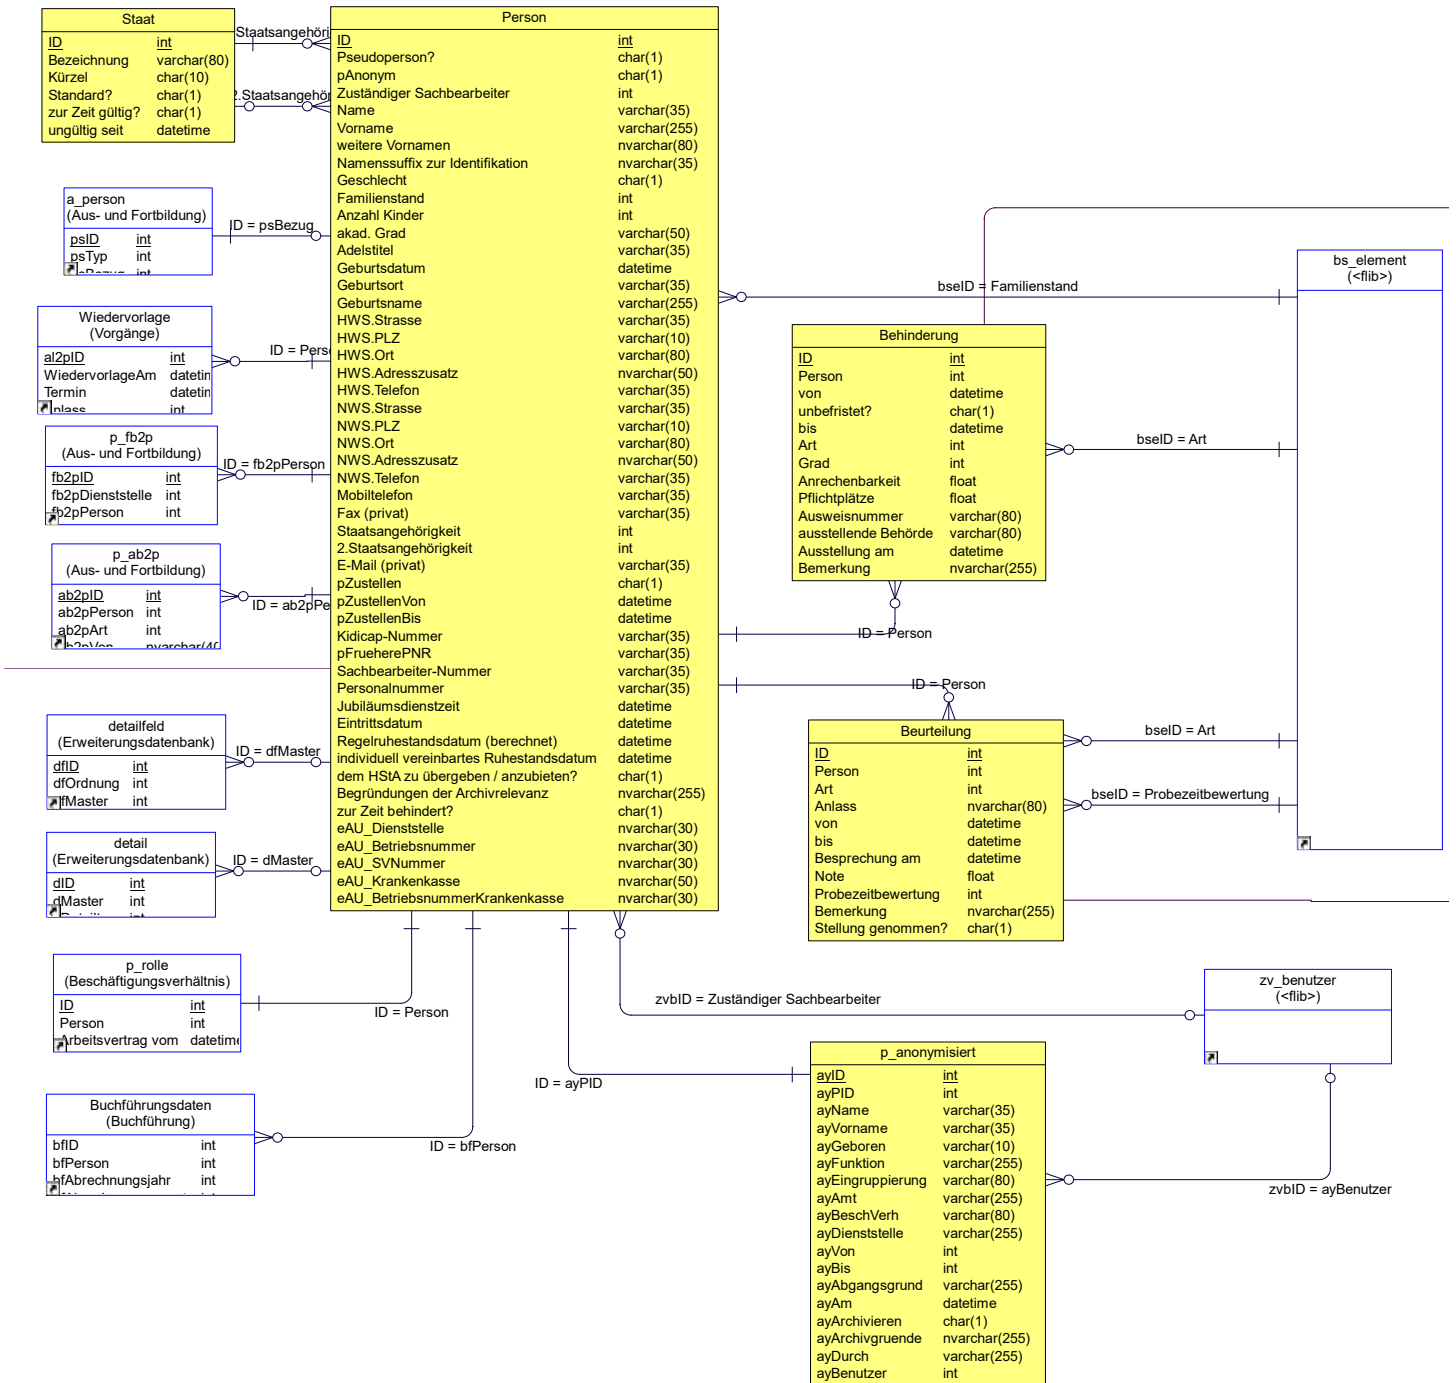 Staat
ID int
Bezeichnung varchar(80)
Kürzel char(10)
Standard? char(1)
zur Zeit gültig? char(1)
ungültig seit datetime
Staatsangehöri
2.Staatsangehör
a_person
(Aus- und Fortbildung)
psID int
psTyp int
ID = psBezug
Wiedervorlage
(Vorgänge)
al2pID int
WiedervorlageAm datetin
Termin datetin
int
ID = Perso
p_fb2p
(Aus- und Fortbildung)
fb2pID int
fb2pDienststelle int
fb2pPerson int
ID = fb2pPerson
p_ab2p
(Aus- und Fortbildung)
ab2pID int
ab2pPerson int
ab2pArt int
ID = ab2pPe
detailfeld
(Erweiterungsdatenbank)
dfID int
dfOrdnung int
fMaster int
ID = dfMaster
detail
(Erweiterungsdatenbank)
dID int
dMaster int
ID = dMaster
p_rolle
(Beschäftigungsverhältnis)
ID int
Person int
Arbeitsvertrag vom datetime
ID = Person
Buchführungsdaten
(Buchführung)
bfID int
bfPerson int
bfAbrechnungsjahr int
ID = bfPerson
Person
ID int
Pseudoperson? char(1)
pAnonym char(1)
Zuständiger Sachbearbeiter int
Name varchar(35)
Vorname varchar(255)
weitere Vornamen nvarchar(80)
Namenssuffix zur Identifikation nvarchar(35)
Geschlecht char(1)
Familienstand int
Anzahl Kinder int
akad. Grad varchar(50)
Adelstitel varchar(35)
Geburtsdatum datetime
Geburtsort varchar(35)
Geburtsname varchar(255)
HWS.Strasse varchar(35)
HWS.PLZ varchar(10)
HWS.Ort varchar(80)
HWS.Adresszusatz nvarchar(50)
HWS.Telefon varchar(35)
NWS.Strasse varchar(35)
NWS.PLZ varchar(10)
NWS.Ort varchar(80)
NWS.Adresszusatz nvarchar(50)
NWS.Telefon varchar(35)
Mobiltelefon varchar(35)
Fax (privat) varchar(35)
Staatsangehörigkeit int
2.Staatsangehörigkeit int
E-Mail (privat) varchar(35)
pZustellen char(1)
pZustellenVon datetime
pZustellenBis datetime
Kidicap-Nummer varchar(35)
pFrueherePNR varchar(35)
Sachbearbeiter-Nummer varchar(35)
Personalnummer varchar(35)
Jubiläumsdienstzeit datetime
Eintrittsdatum datetime
Regelruhestandsdatum (berechnet) datetime
individuell vereinbartes Ruhestandsdatum datetime
dem HStA zu übergeben / anzubieten? char(1)
Begründungen der Archivrelevanz nvarchar(255)
zur Zeit behindert? char(1)
eAU_Dienststelle nvarchar(30)
eAU_Betriebsnummer nvarchar(30)
eAU_SVNummer nvarchar(30)
eAU_Krankenkasse nvarchar(50)
eAU_BetriebsnummerKrankenkasse nvarchar(30)
bseID = Familienstand
bs_element
(<flib>)
Behinderung
ID int
Person int
von datetime
unbefristet? char(1)
bis datetime
Art int
Grad int
Anrechenbarkeit float
Pflichtplätze float
Ausweisnummer varchar(80)
ausstellende Behörde varchar(80)
Ausstellung am datetime
Bemerkung nvarchar(255)
bseID = Art
ID = Person
ID = Person
Beurteilung
ID int
Person int
Art int
Anlass nvarchar(80)
von datetime
bis datetime
Besprechung am datetime
Note float
Probezeitbewertung int
Bemerkung nvarchar(255)
Stellung genommen? char(1)
bseID = Art
bseID = Probezeitbewertung
zvbID = Zuständiger Sachbearbeiter
zv_benutzer
(<flib>)
ID = ayPID
p_anonymisiert
ayID int
ayPID int
ayName varchar(35)
ayVorname varchar(35)
ayGeboren varchar(10)
ayFunktion varchar(255)
ayEingruppierung varchar(80)
ayAmt varchar(255)
ayBeschVerh varchar(80)
ayDienststelle varchar(255)
ayVon int
ayBis int
ayAbgangsgrund varchar(255)
ayAm datetime
ayArchivieren char(1)
ayArchivgruende nvarchar(255)
ayDurch varchar(255)
ayBenutzer int
zvbID = ayBenutzer